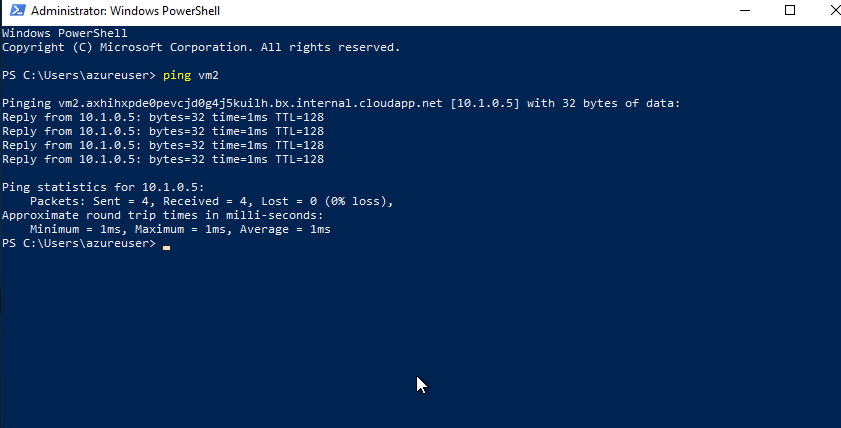 Administrator: Windows PowerShell
Windows PowerShell
Copyright (C) Microsoft Corporation. All rights reserved.
PS C:\Users\azureuser> ping vm2
Pinging vm2.axhihxpde0pevcjd0g4j5kuilh.bx.internal.cloudapp.net [10.1.0.5] with 32 bytes of data:
Reply from 10.1.0.5: bytes=32 time=1ms TTL=128
Reply from 10.1.0.5: bytes=32 time=1ms TTL=128
Reply from 10.1.0.5: bytes=32 time=1ms TTL=128
Reply from 10.1.0.5: bytes=32 time=1ms TTL=128
Ping statistics for 10.1.0.5:
    Packets: Sent = 4, Received = 4, Lost = 0 (0% loss),
Approximate round trip times in milli-seconds:
    Minimum = 1ms, Maximum = 1ms, Average = 1ms
PS C:\Users\azureuser>